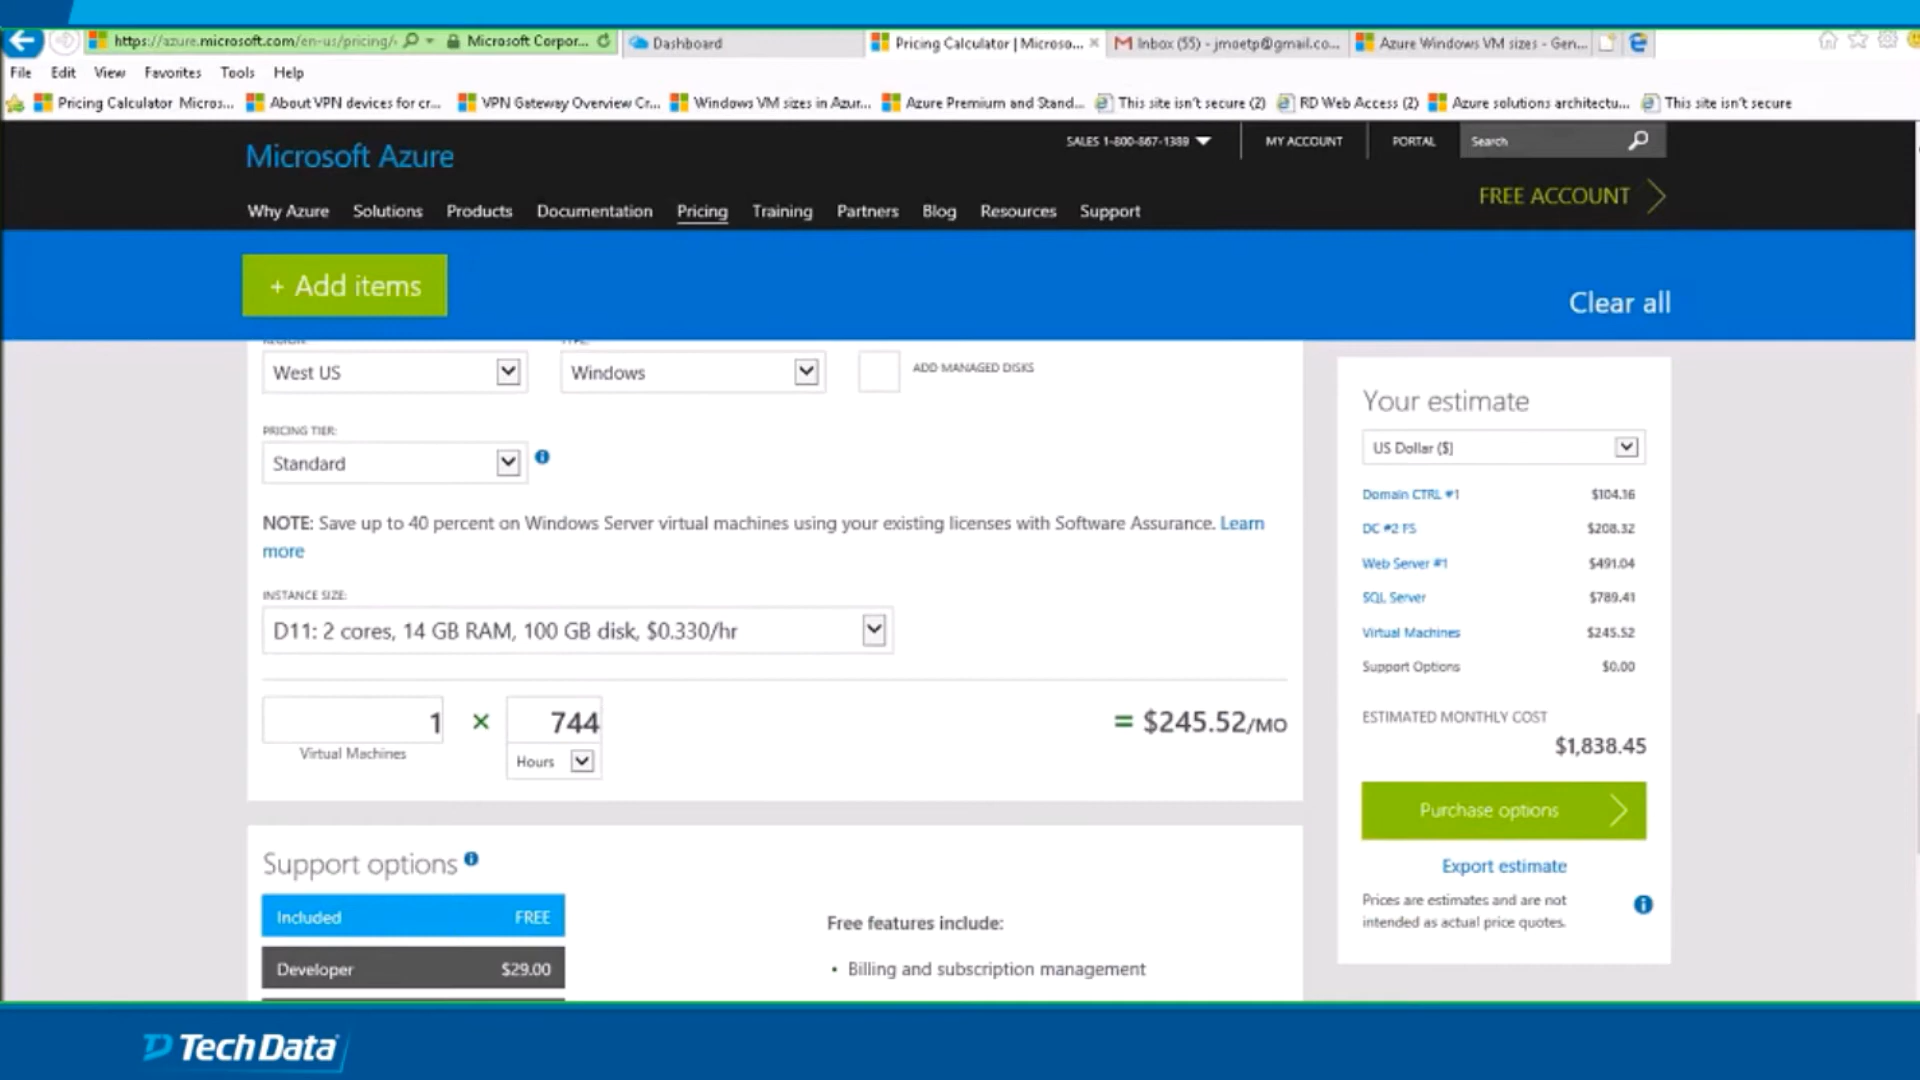 https://azure.microsoft.com/en-us/pricing/
Microsoft Corpor...
Dashboard
Pricing Calculator | Microso...
Inbox (55) - jmoetp@gmail.co...
Azure Windows VM sizes - Gen...
File Edit View Favorites Tools Help
Pricing Calculator Micros...
About VPN devices for cr...
VPN Gateway Overview Cr...
Windows VM sizes in Azur...
Azure Premium and Stand...
This site isn't secure (2)
RD Web Access (2)
Azure solutions architectu...
This site isn't secure
SALES 1-800-867-1389
MY ACCOUNT
PORTAL
Search
Microsoft Azure
FREE ACCOUNT
Why Azure Solutions Products Documentation Pricing Training Partners Blog Resources Support
+ Add items
Clear all
West US
Windows
ADD MANAGED DISKS
PRICING TIER:
Standard
NOTE: Save up to 40 percent on Windows Server virtual machines using your existing licenses with Software Assurance. Learn
more
INSTANCE SIZE:
D11: 2 cores, 14 GB RAM, 100 GB disk, $0.330/hr
1 × 744 = $245.52/MO
Virtual Machines
Hours
Support options
Included FREE
Developer $29.00
Free features include:
• Billing and subscription management
Your estimate
US Dollar ($)
Domain CTRL #1 $104.16
DC #2 FS $208.32
Web Server #1 $491.04
SQL Server $789.41
Virtual Machines $245.52
Support Options $0.00
ESTIMATED MONTHLY COST
$1,838.45
Purchase options
Export estimate
Prices are estimates and are not
intended as actual price quotes.
Tech Data